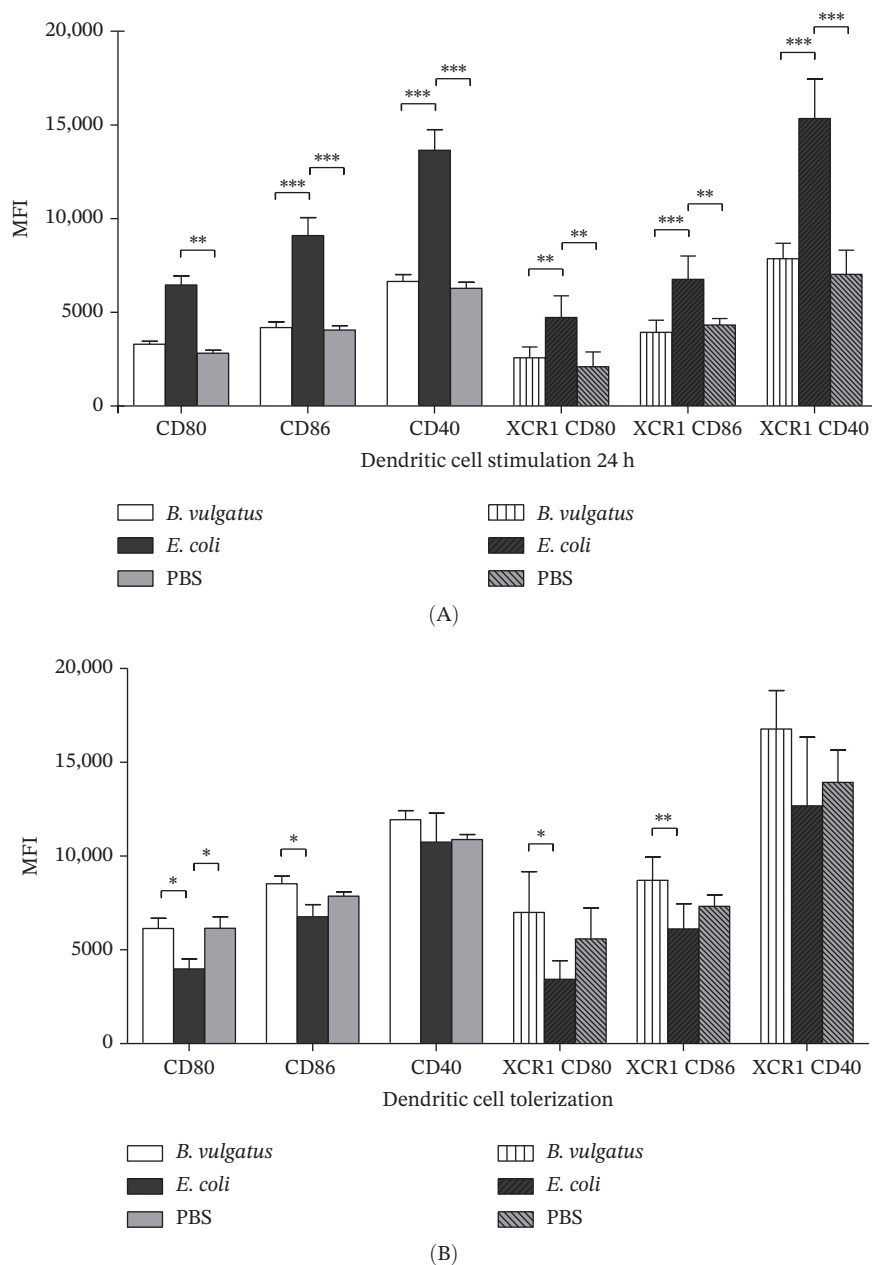 20,000
15,000
10,000
5000
0
MFI
***
***
***
***
***
***
**
**
**
***
**
CD80
CD86
CD40
XCR1 CD80
XCR1 CD86
XCR1 CD40
Dendritic cell stimulation 24 h
B. vulgatus
E. coli
PBS
B. vulgatus
E. coli
PBS
(A)
20,000
15,000
10,000
5000
0
MFI
*
*
*
*
**
CD80
CD86
CD40
XCR1 CD80
XCR1 CD86
XCR1 CD40
Dendritic cell tolerization
B. vulgatus
E. coli
PBS
B. vulgatus
E. coli
PBS
(B)